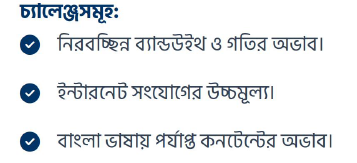 চ্যালেঞ্জসমূহ:
নিরবচ্ছিন্ন ব্যান্ডউইথ ও গতির অভাব।
ইন্টারনেট সংযোগের উচ্চমূল্য।
বাংলা ভাষায় পর্যাপ্ত কনটেন্টের অভাব।